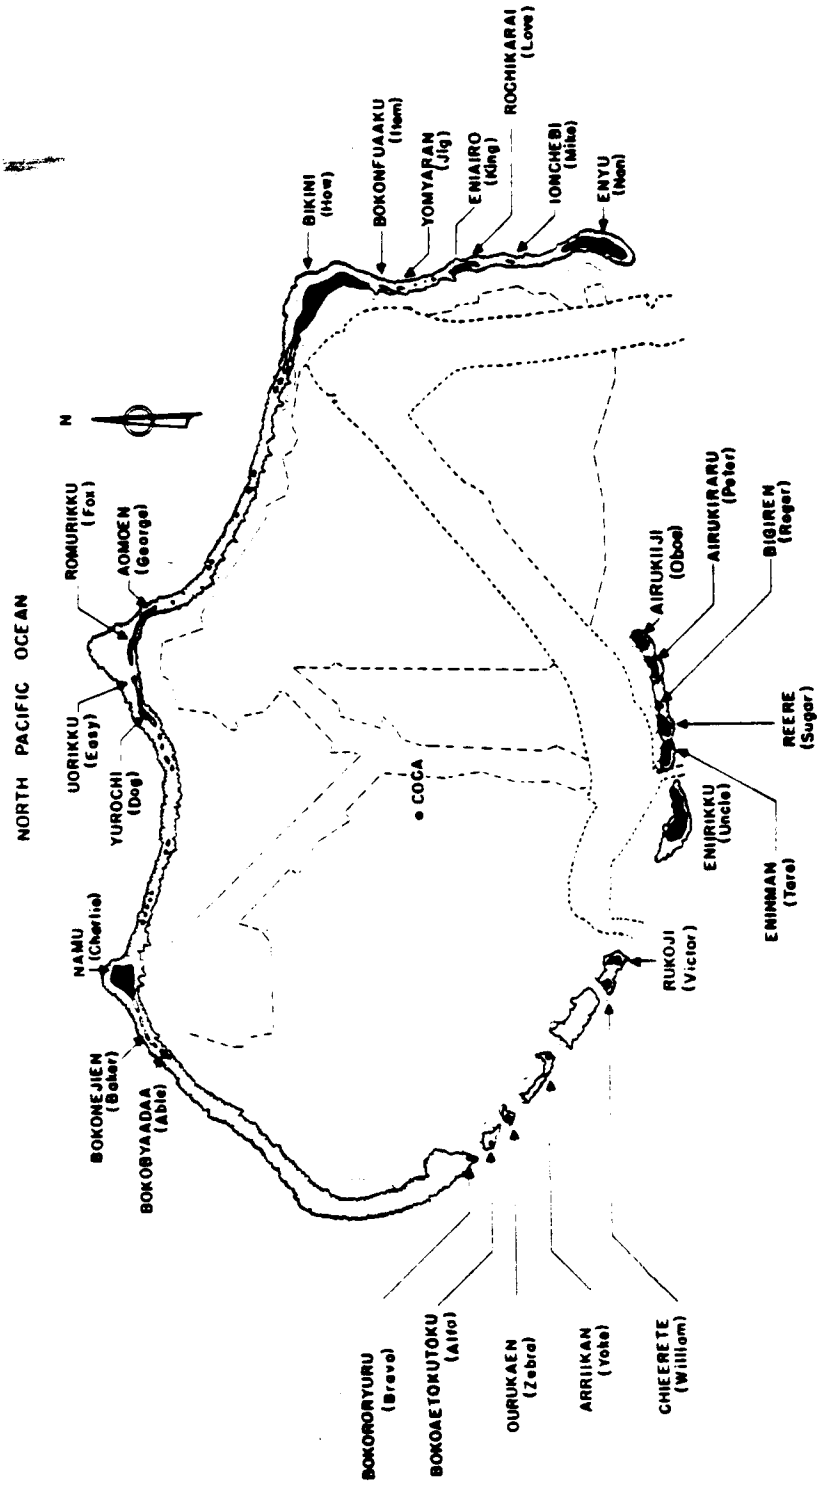 NORTH PACIFIC OCEAN
N
BOKONEJIEN
(Baker)
BOKOBYAADAA
(Able)
NAMU
(Charlie)
YUROCHI
(Dog)
UORIKKU
(Easy)
ROMURIKKU
(Fox)
AOMOEN
(George)
BIKINI
(How)
BOKONFUAAKU
(Item)
YOMYARAN
(Jig)
ENIAIRO
(King)
ROCHIKARAI
(Love)
IONCHEBI
(Mike)
ENYU
(Nan)
COCA
AIRUKIIJI
(Oboe)
AIRUKIRARU
(Peter)
BIGIREN
(Roger)
REERE
(Sugar)
ENINMAN
(Tare)
ENIIRIKKU
(Uncle)
RUKOJI
(Victor)
CHIEERETE
(William)
ARRIIKAN
(Yoke)
OURUKAEN
(Zebra)
BOKOAETOKUTOKU
(Alfa)
BOKORORYURU
(Bravo)